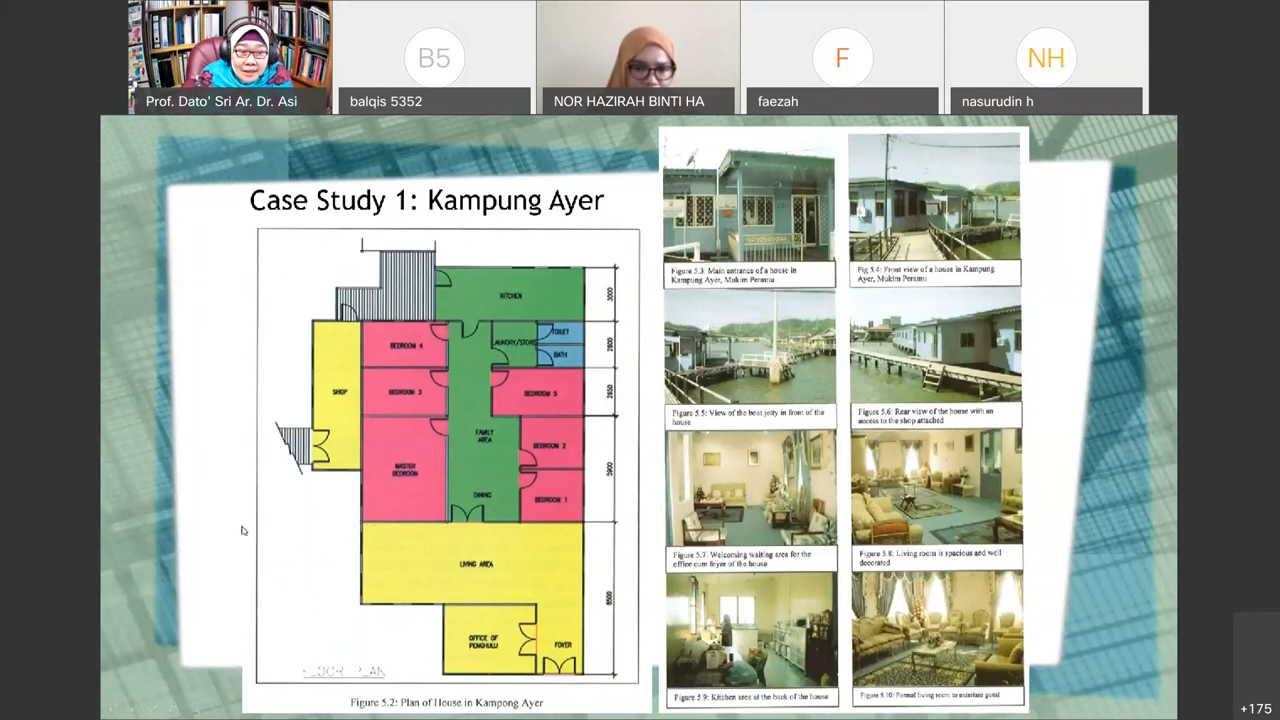 B5
F
NH
Prof. Dato' Sri Ar. Dr. Asi
balqis 5352
NOR HAZIRAH BINTI HA
faezah
nasurudin h
Case Study 1: Kampung Ayer
KITCHEN
3000
BEDROOM 4
LAUNDRY/STORE
TOILET
BATH
2800
SHOP
BEDROOM 3
BEDROOM 5
2850
FAMILY
AREA
BEDROOM 2
MASTER
BEDROOM
5900
DINING
BEDROOM 1
LIVING AREA
8500
OFFICE OF
PENGHULU
FOYER
FLOOR PLAN
Figure 5.2: Plan of House in Kampong Ayer
Figure 5.3: Main entrance of a house in
Kampung Ayer, Mukim Peramu
Fig 5.4: Front view of a house in Kampung
Ayer, Mukim Peramu
Figure 5.5: View of the boat jetty in front of the
house
Figure 5.6: Rear view of the house with an
access to the shop attached
Figure 5.7: Welcoming waiting area for the
office cum foyer of the house
Figure 5.8: Living room is spacious and well
decorated
Figure 5.9: Kitchen area at the back of the house
Figure 5.10: Formal living room to entertain guest
+175